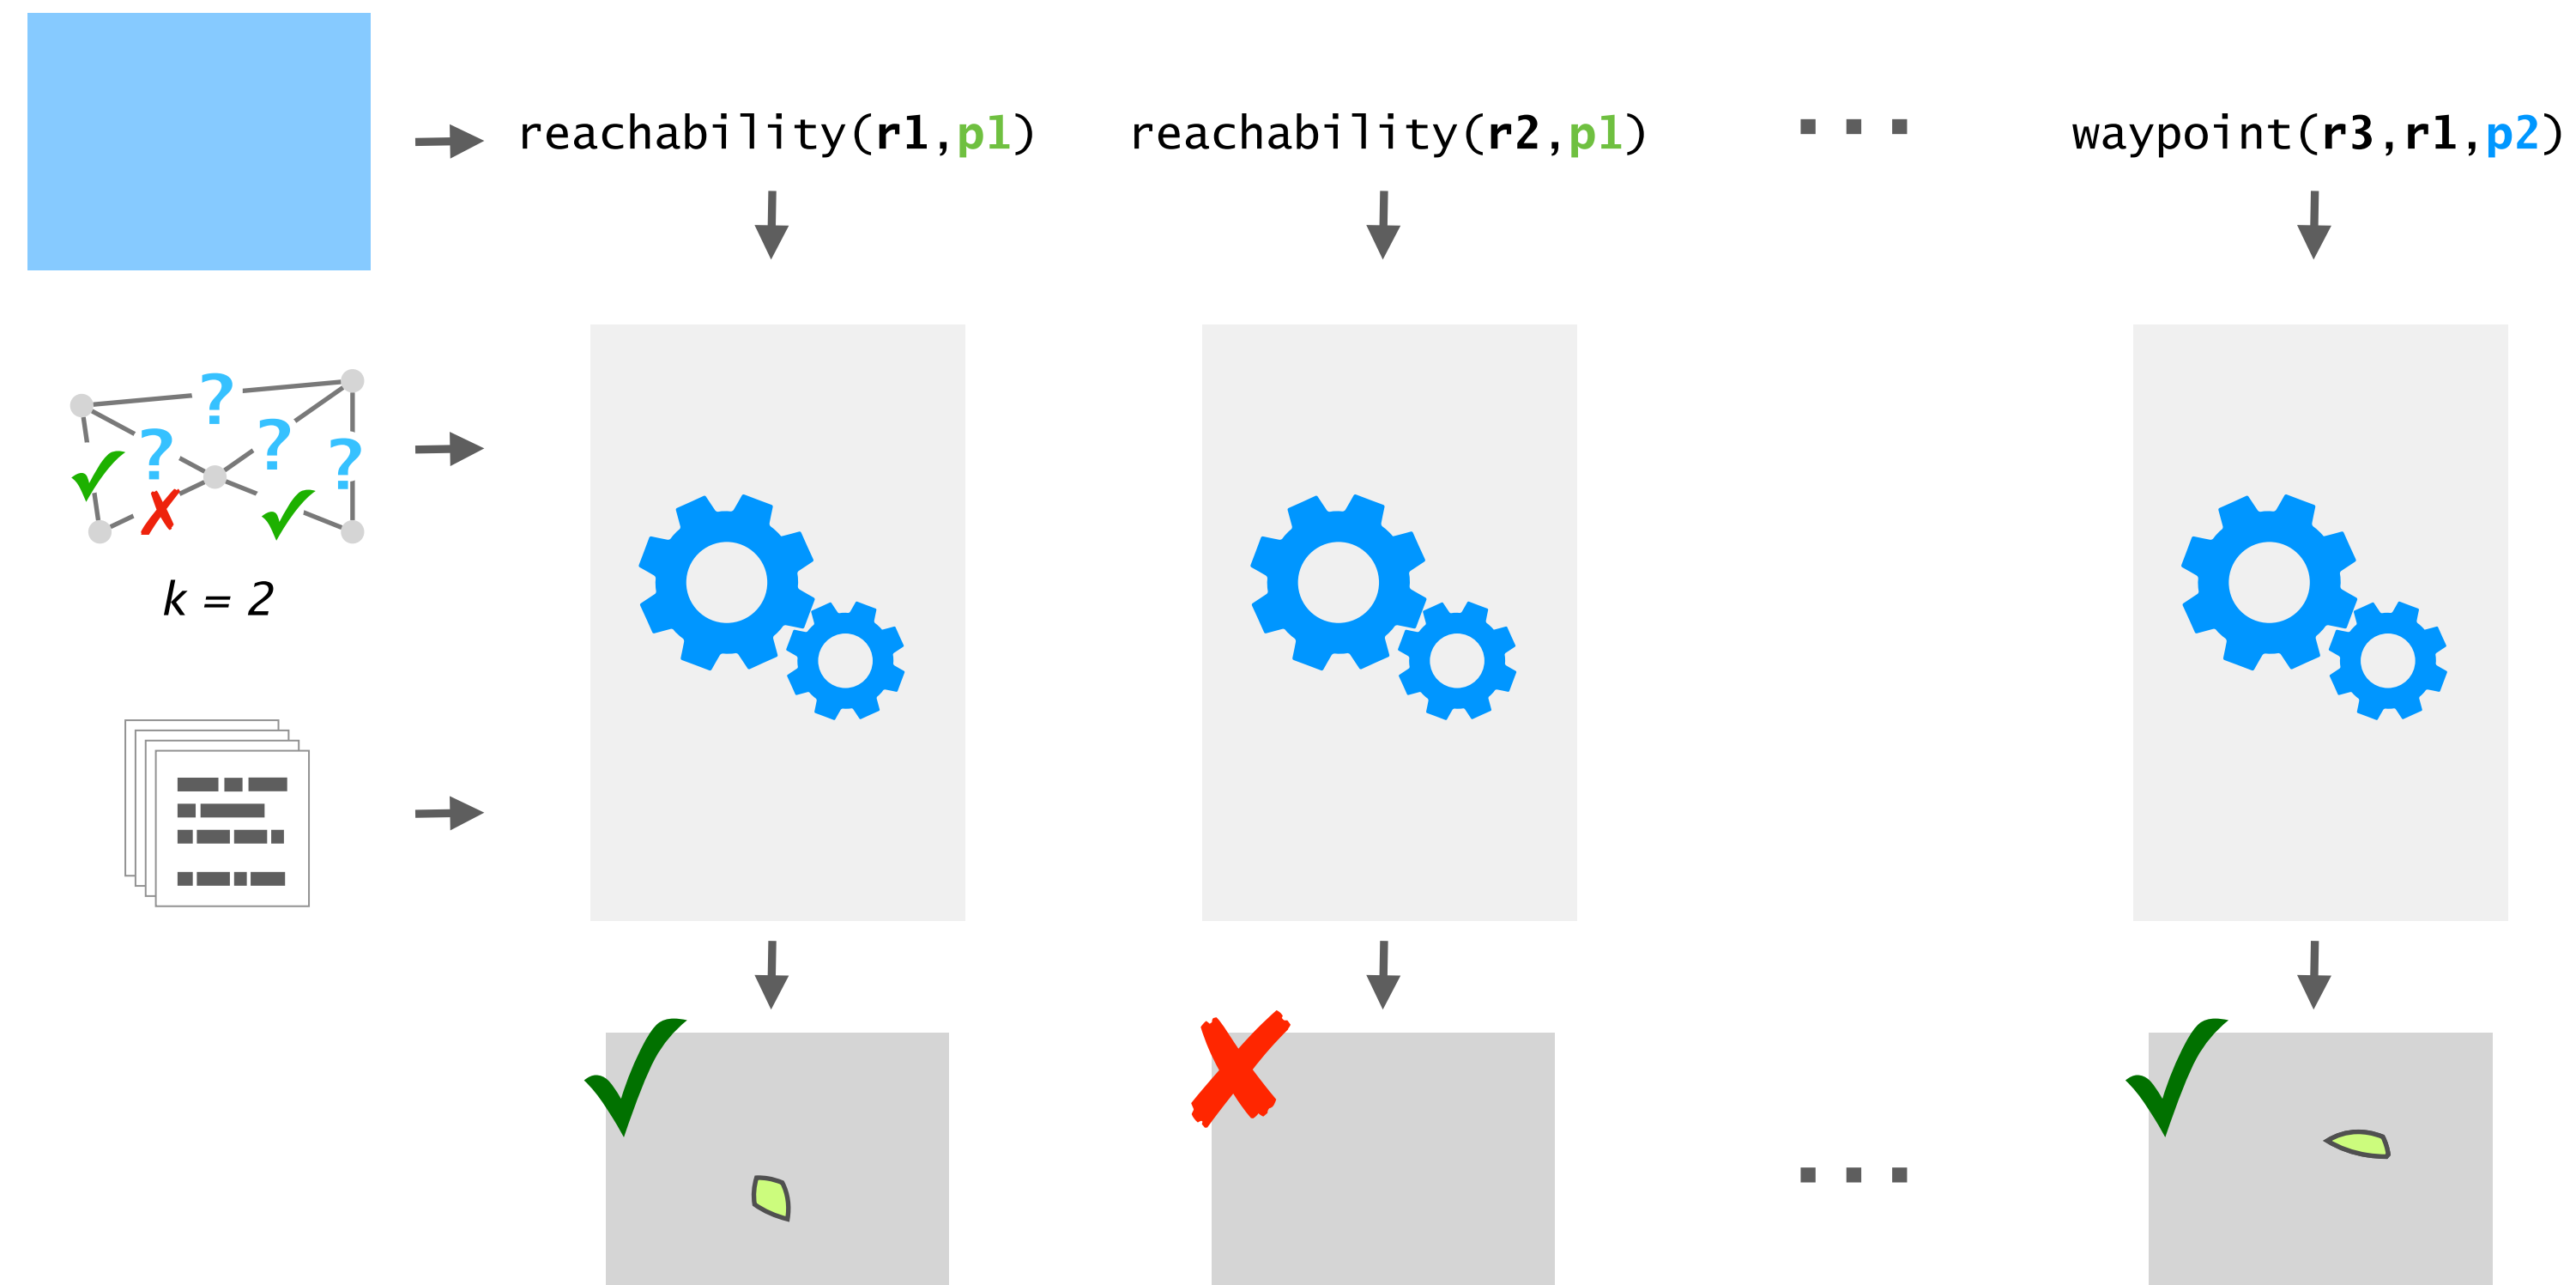 reachability(r1,p1)
reachability(r2,p1)
...
waypoint(r3,r1,p2)
? ? ? ?
k = 2
...